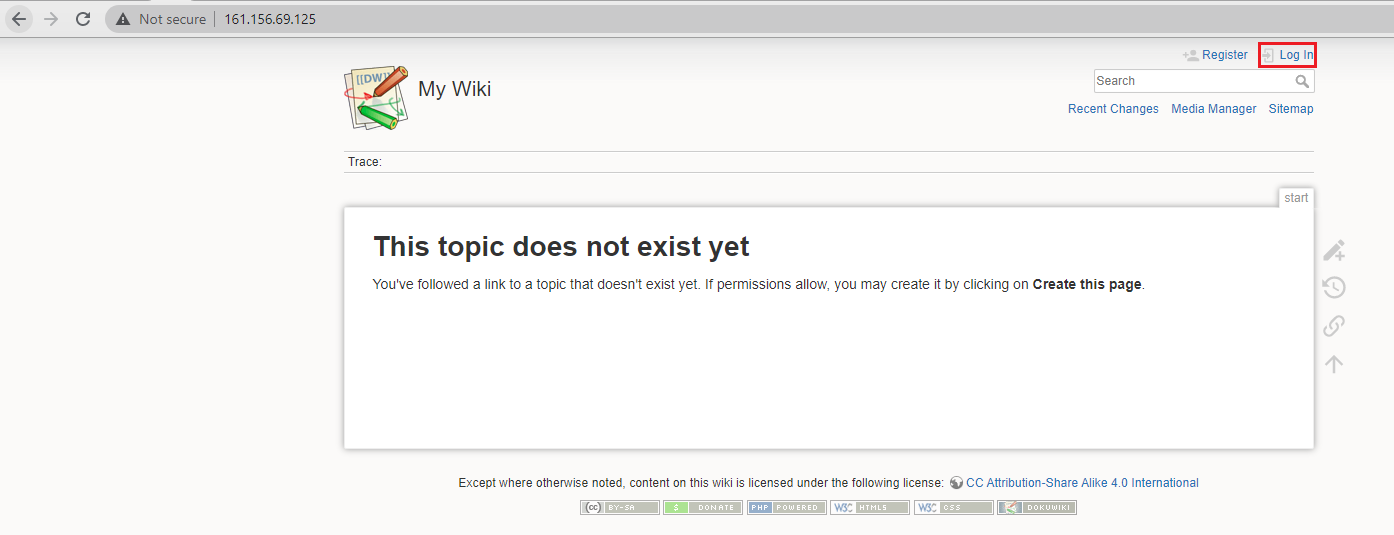 Not secure 161.156.69.125
Register Log In
[[DW]]
My Wiki
Search
Recent Changes Media Manager Sitemap
Trace:
start
This topic does not exist yet
You've followed a link to a topic that doesn't exist yet. If permissions allow, you may create it by clicking on Create this page.
Except where otherwise noted, content on this wiki is licensed under the following license: CC Attribution-Share Alike 4.0 International
(cc) BY-SA $ DONATE PHP POWERED W3C HTML5 W3C CSS DOKUWIKI